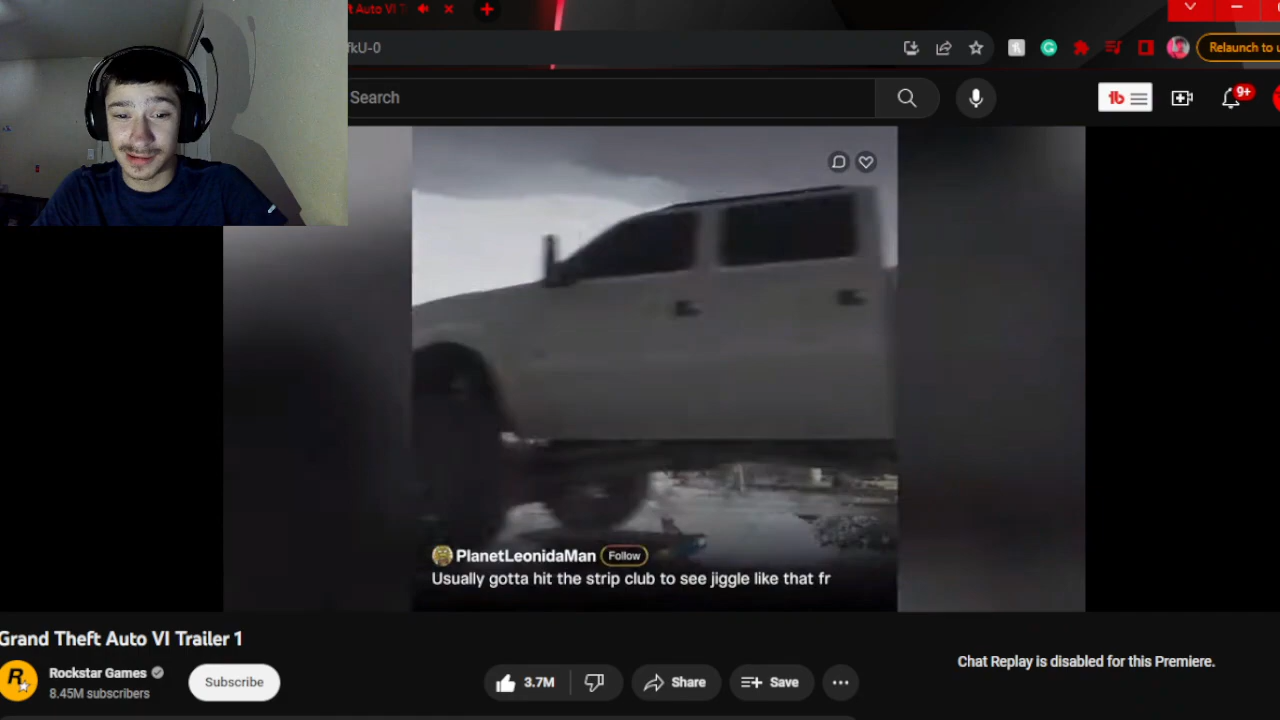 t Auto VI T
fkU-0
Relaunch to u
Search
9+
PlanetLeonidaMan Follow
Usually gotta hit the strip club to see jiggle like that fr
Grand Theft Auto VI Trailer 1
Rockstar Games
8.45M subscribers
Subscribe
3.7M
Share
Save
Chat Replay is disabled for this Premiere.